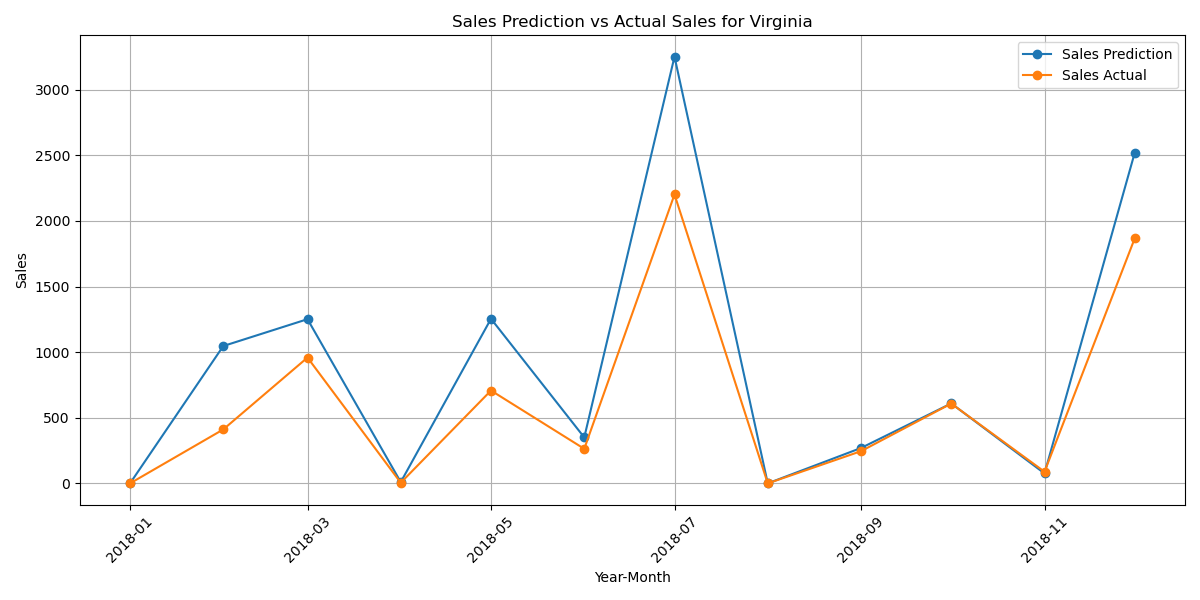 Sales Prediction vs Actual Sales for Virginia
Sales Prediction
Sales Actual
3000
2500
2000
1500
1000
500
0
Sales
2018-01
2018-03
2018-05
2018-07
2018-09
2018-11
Year-Month